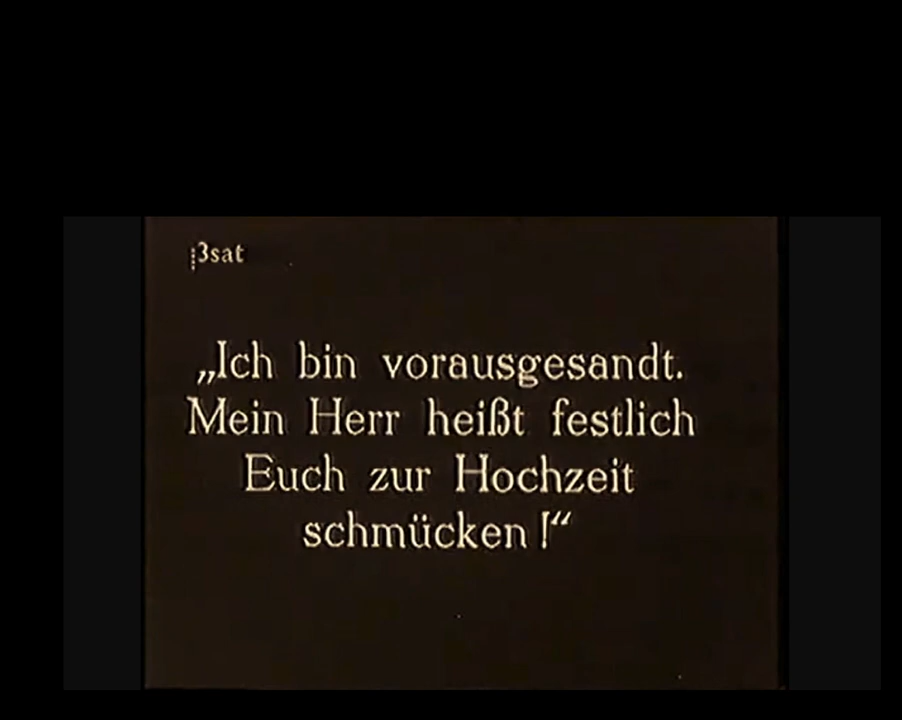 3sat
„Ich bin vorausgesandt.
Mein Herr heißt festlich
Euch zur Hochzeit
schmücken!“